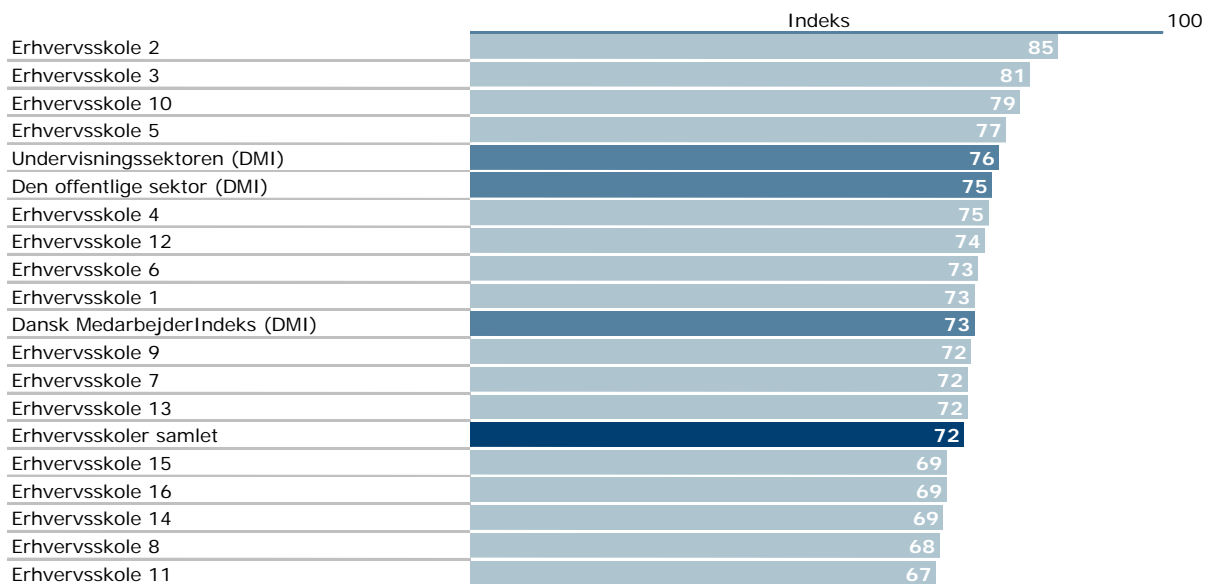 Indeks 100
Erhvervsskole 2 85
Erhvervsskole 3 81
Erhvervsskole 10 79
Erhvervsskole 5 77
Undervisningssektoren (DMI) 76
Den offentlige sektor (DMI) 75
Erhvervsskole 4 75
Erhvervsskole 12 74
Erhvervsskole 6 73
Erhvervsskole 1 73
Dansk MedarbejderIndeks (DMI) 73
Erhvervsskole 9 72
Erhvervsskole 7 72
Erhvervsskole 13 72
Erhvervsskoler samlet 72
Erhvervsskole 15 69
Erhvervsskole 16 69
Erhvervsskole 14 69
Erhvervsskole 8 68
Erhvervsskole 11 67